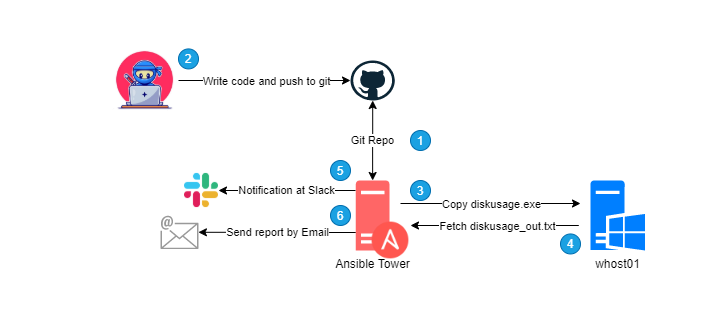 2
Write code and push to git
Git Repo
1
5
Notification at Slack
3
Copy diskusage.exe
6
Send report by Email
Fetch diskusage_out.txt
4
@
A
Ansible Tower
whost01